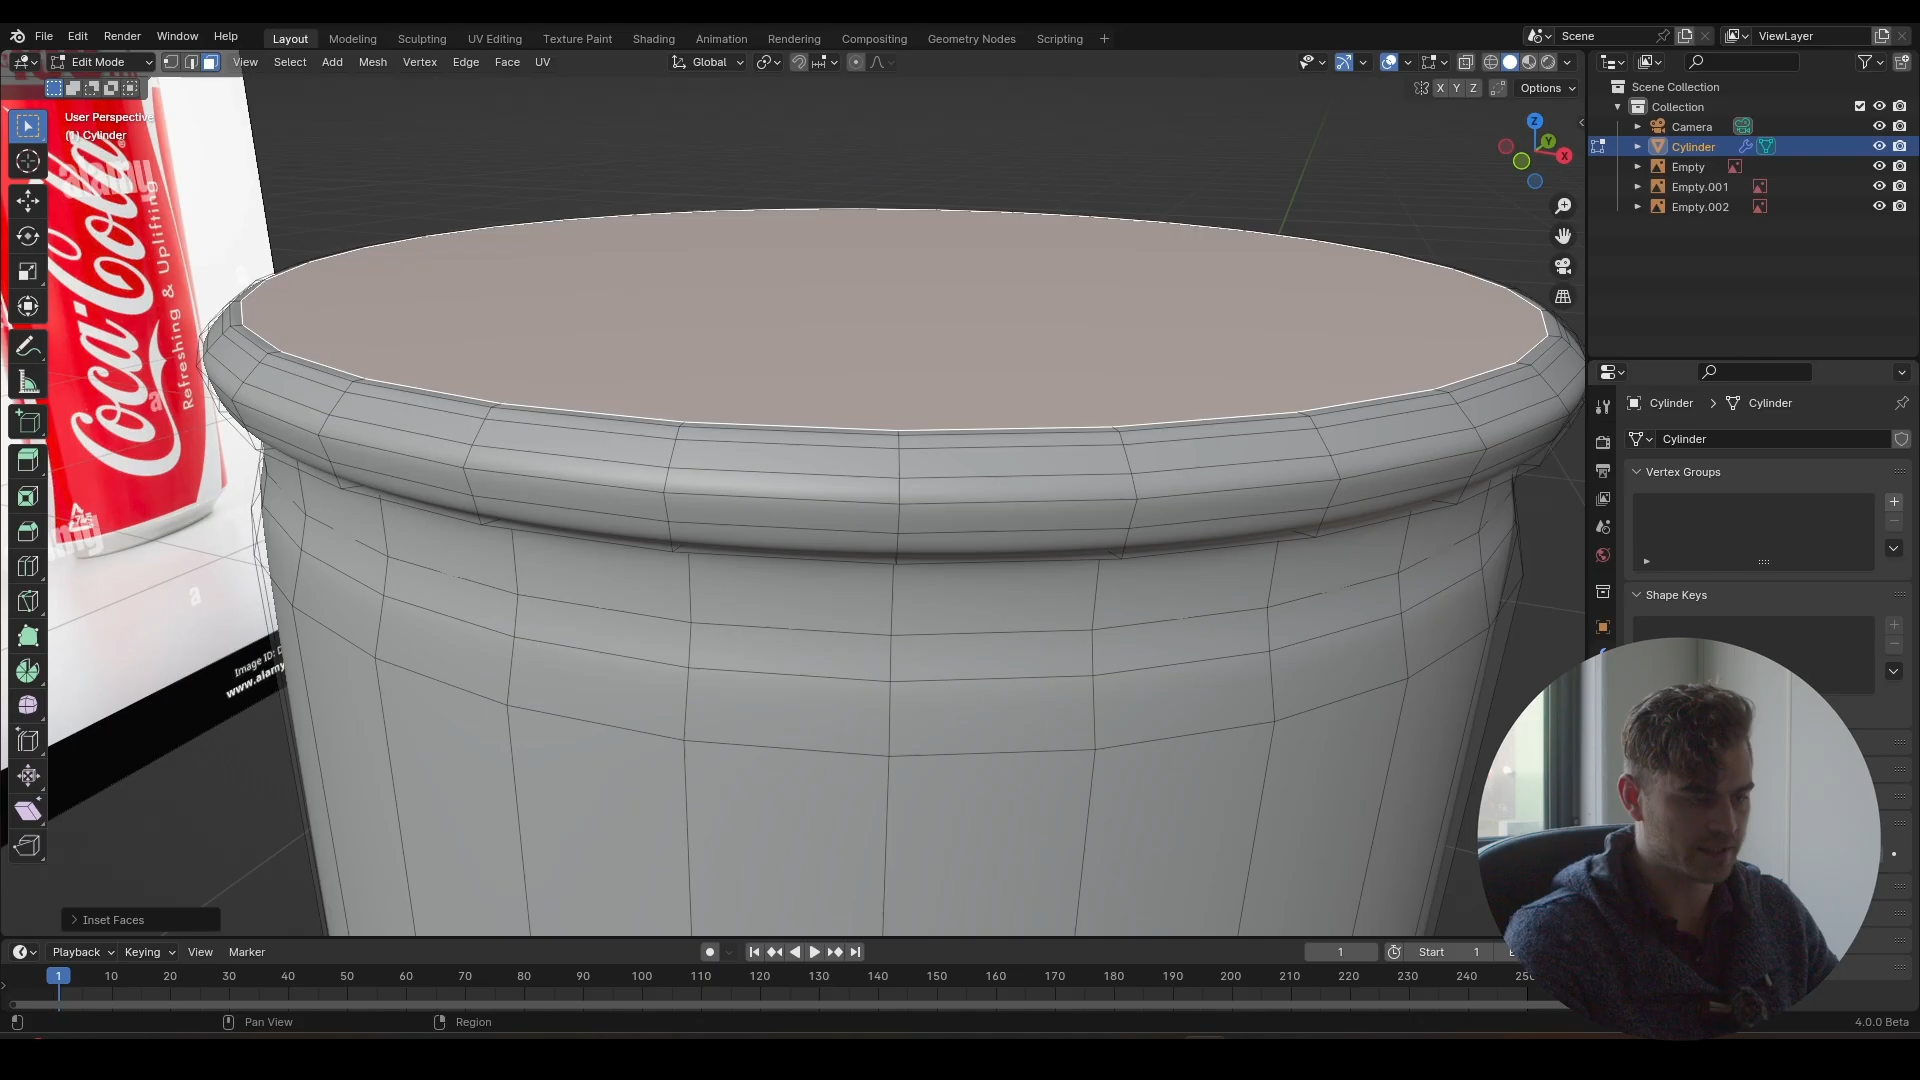 File Edit Render Window Help
Layout Modeling Sculpting UV Editing Texture Paint Shading Animation Rendering Compositing Geometry Nodes Scripting +
Scene
ViewLayer
Edit Mode
View Select Add Mesh Vertex Edge Face UV
Global
X Y Z Options
User Perspective
(1) Cylinder
Scene Collection
Collection
Camera
Cylinder
Empty
Empty.001
Empty.002
Z
Y
X
Coca-Cola
Refreshing & Uplifting
alamy
a
a
www.alamy
Cylinder Cylinder
Cylinder
Vertex Groups
Shape Keys
Inset Faces
Playback Keying View Marker
1
Start 1
1 10 20 30 40 50 60 70 80 90 100 110 120 130 140 150 160 170 180 190 200 210 220 230 240
Pan View
Region
4.0.0 Beta